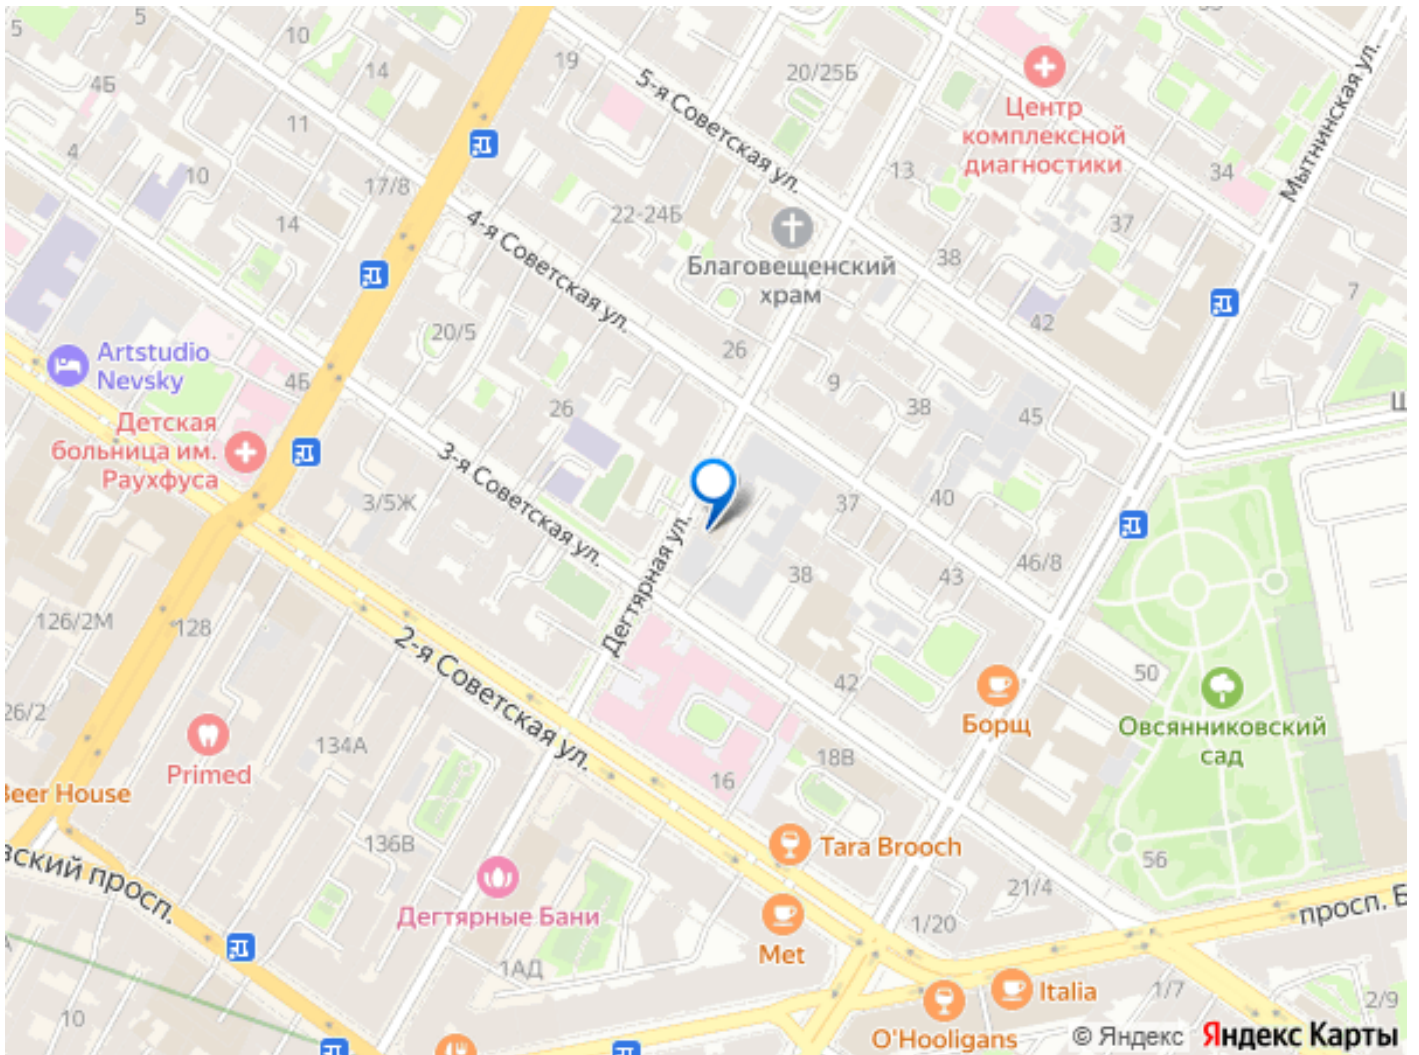 5
5
10
19
14
4Б
11
4
10
17/8
14
5-я Советская ул.
20/25Б
Центр
комплексной
диагностики
Мытнинская ул.
13
34
37
22-24Б
4-я Советская ул.
Благовещенский
храм
38
7
42
20/5
26
9
38
45
Artstudio
Nevsky
4Б
26
Детская
больница им.
Раухфуса
3-я Советская ул.
3/5Ж
Дегтярная ул.
37
40
38
43
46/8
126/2М
128
2-я Советская ул.
42
50
Борщ
Овсянниковский
сад
26/2
134А
Primed
18В
16
Beer House
136В
Tara Brooch
56
вский просп.
21/4
просп. Б
Дегтярные Бани
1/20
Met
1АД
Italia
1/7
2/9
10
O'Hooligans
© Яндекс Яндекс Карты